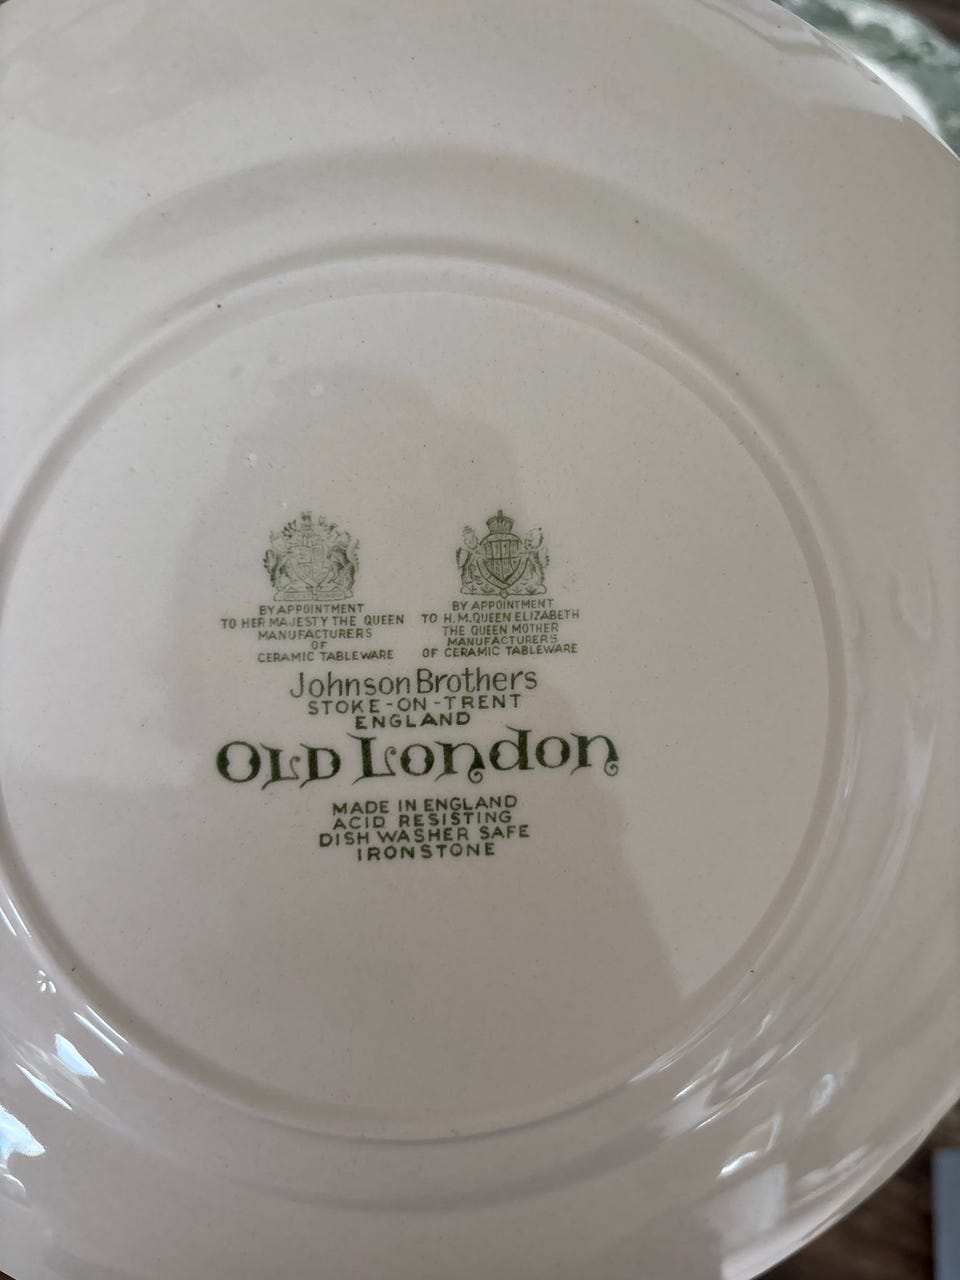 BY APPOINTMENT
TO HER MAJESTY THE QUEEN
MANUFACTURERS
OF
CERAMIC TABLEWARE
BY APPOINTMENT
TO H.M.QUEEN ELIZABETH
THE QUEEN MOTHER
MANUFACTURERS
OF CERAMIC TABLEWARE
Johnson Brothers
STOKE-ON-TRENT
ENGLAND
OLD London
MADE IN ENGLAND
ACID RESISTING
DISH WASHER SAFE
IRONSTONE